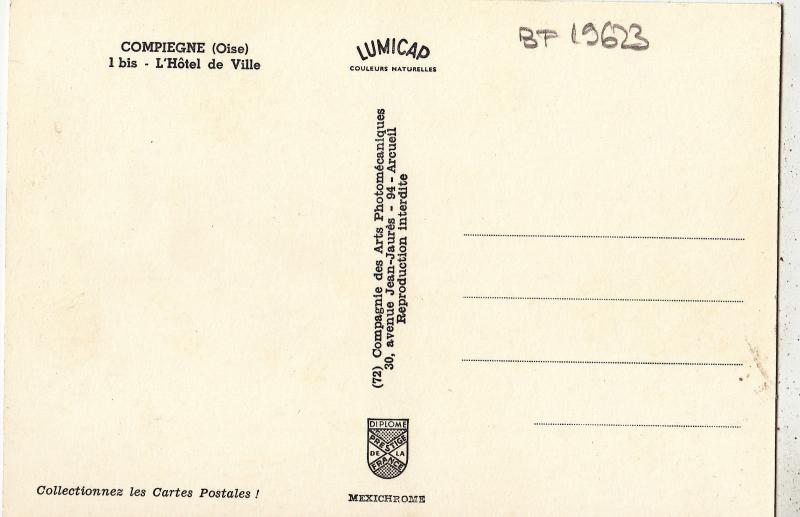 COMPIEGNE (Oise)
1 bis - L'Hôtel de Ville
LUMICAP
COULEURS NATURELLES
BF 19623
(72) Compagnie des Arts Photomécaniques
30, avenue Jean-Jaurès - 94 - Arcueil
Reproduction interdite
DIPLOME
PRESTIGE
DE LA
FRANCE
Collectionnez les Cartes Postales !
MEXICHROME